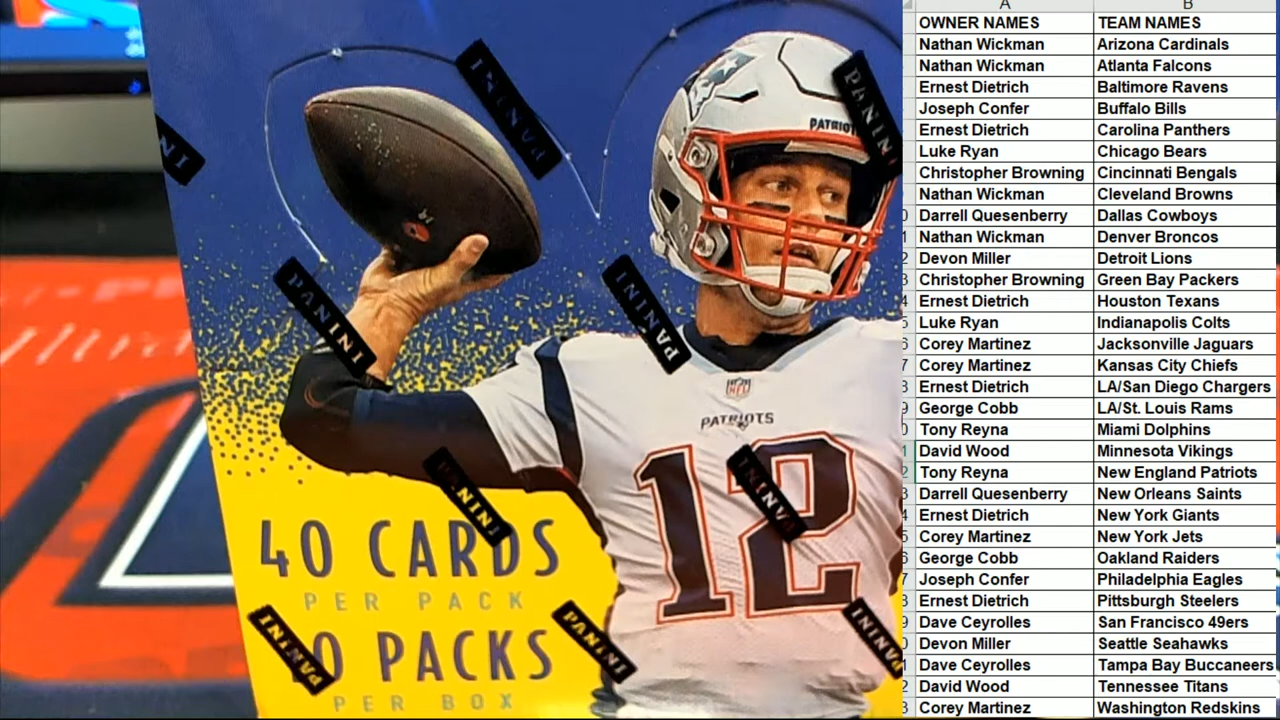 PANINI
PANINI
PATRIOTS
PANINI
PANINI
NFL
PATRIOTS
12
PANINI
PANINI
40 CARDS
PER PACK
PANINI
PANINI
PANINI
0 PACKS
PER BOX
A B
OWNER NAMES TEAM NAMES
Nathan Wickman Arizona Cardinals
Nathan Wickman Atlanta Falcons
Ernest Dietrich Baltimore Ravens
Joseph Confer Buffalo Bills
Ernest Dietrich Carolina Panthers
Luke Ryan Chicago Bears
Christopher Browning Cincinnati Bengals
Nathan Wickman Cleveland Browns
Darrell Quesenberry Dallas Cowboys
Nathan Wickman Denver Broncos
Devon Miller Detroit Lions
Christopher Browning Green Bay Packers
Ernest Dietrich Houston Texans
Luke Ryan Indianapolis Colts
Corey Martinez Jacksonville Jaguars
Corey Martinez Kansas City Chiefs
Ernest Dietrich LA/San Diego Chargers
George Cobb LA/St. Louis Rams
Tony Reyna Miami Dolphins
David Wood Minnesota Vikings
Tony Reyna New England Patriots
Darrell Quesenberry New Orleans Saints
Ernest Dietrich New York Giants
Corey Martinez New York Jets
George Cobb Oakland Raiders
Joseph Confer Philadelphia Eagles
Ernest Dietrich Pittsburgh Steelers
Dave Ceyrolles San Francisco 49ers
Devon Miller Seattle Seahawks
Dave Ceyrolles Tampa Bay Buccaneers
David Wood Tennessee Titans
Corey Martinez Washington Redskins